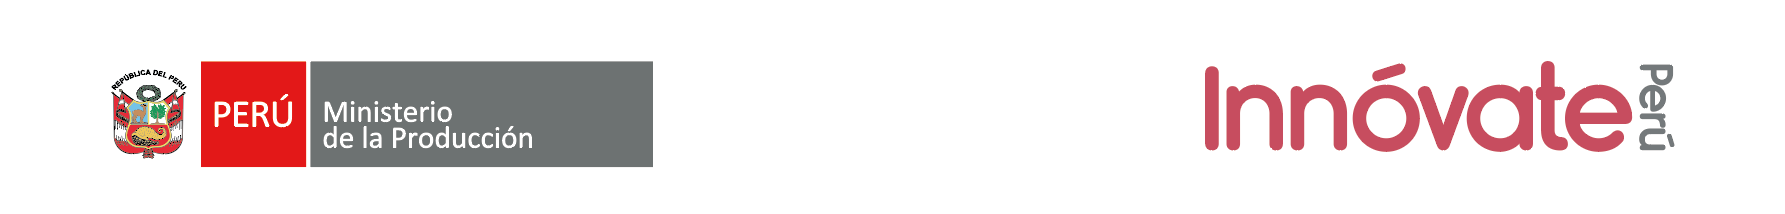 REPÚBLICA DEL PERÚ
PERÚ
Ministerio
de la Producción
Innóvate
Perú